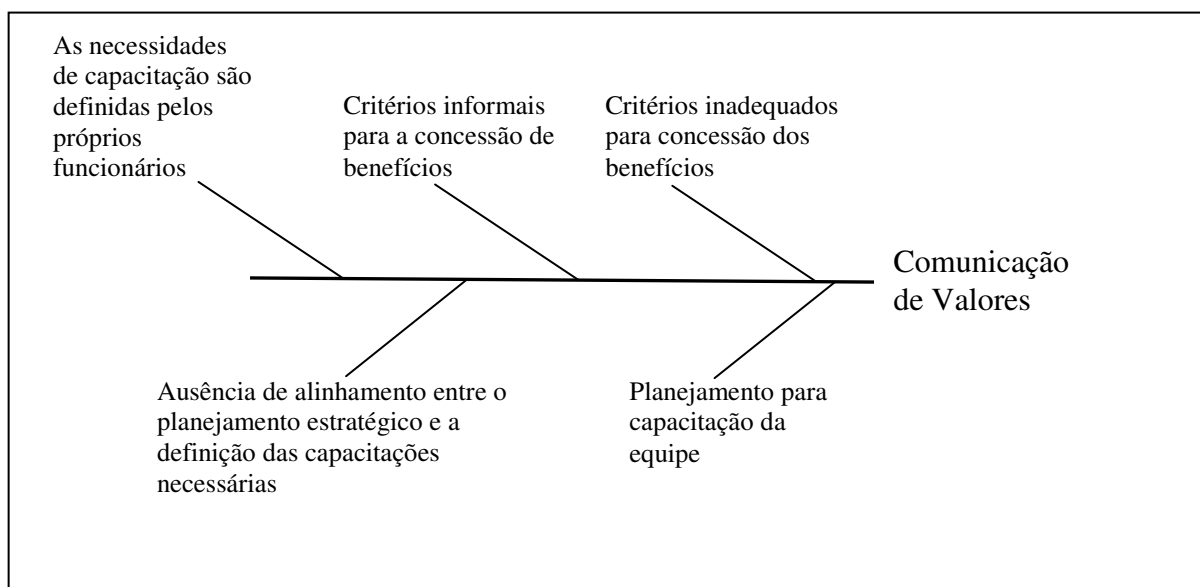 As necessidades
de capacitação são
definidas pelos
próprios
funcionários
Critérios informais
para a concessão de
benefícios
Critérios inadequados
para concessão dos
benefícios
Comunicação
de Valores
Ausência de alinhamento entre o
planejamento estratégico e a
definição das capacitações
necessárias
Planejamento para
capacitação da
equipe